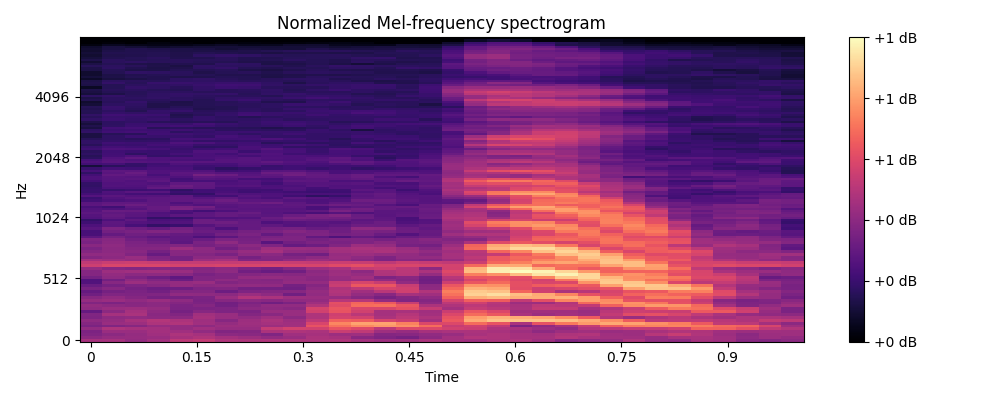 Normalized Mel-frequency spectrogram
Hz
4096
2048
1024
512
0
0 0.15 0.3 0.45 0.6 0.75 0.9
Time
+1 dB
+1 dB
+1 dB
+0 dB
+0 dB
+0 dB